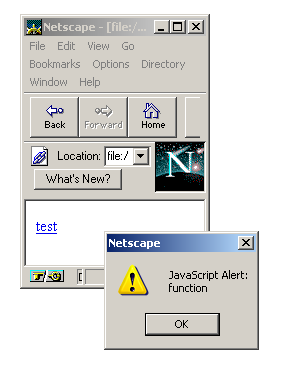 Netscape - [file:/...
File Edit View Go
Bookmarks Options Directory
Window Help
Back Forward Home
Location: file:/
N
What's New?
test
Netscape
JavaScript Alert:
function
OK